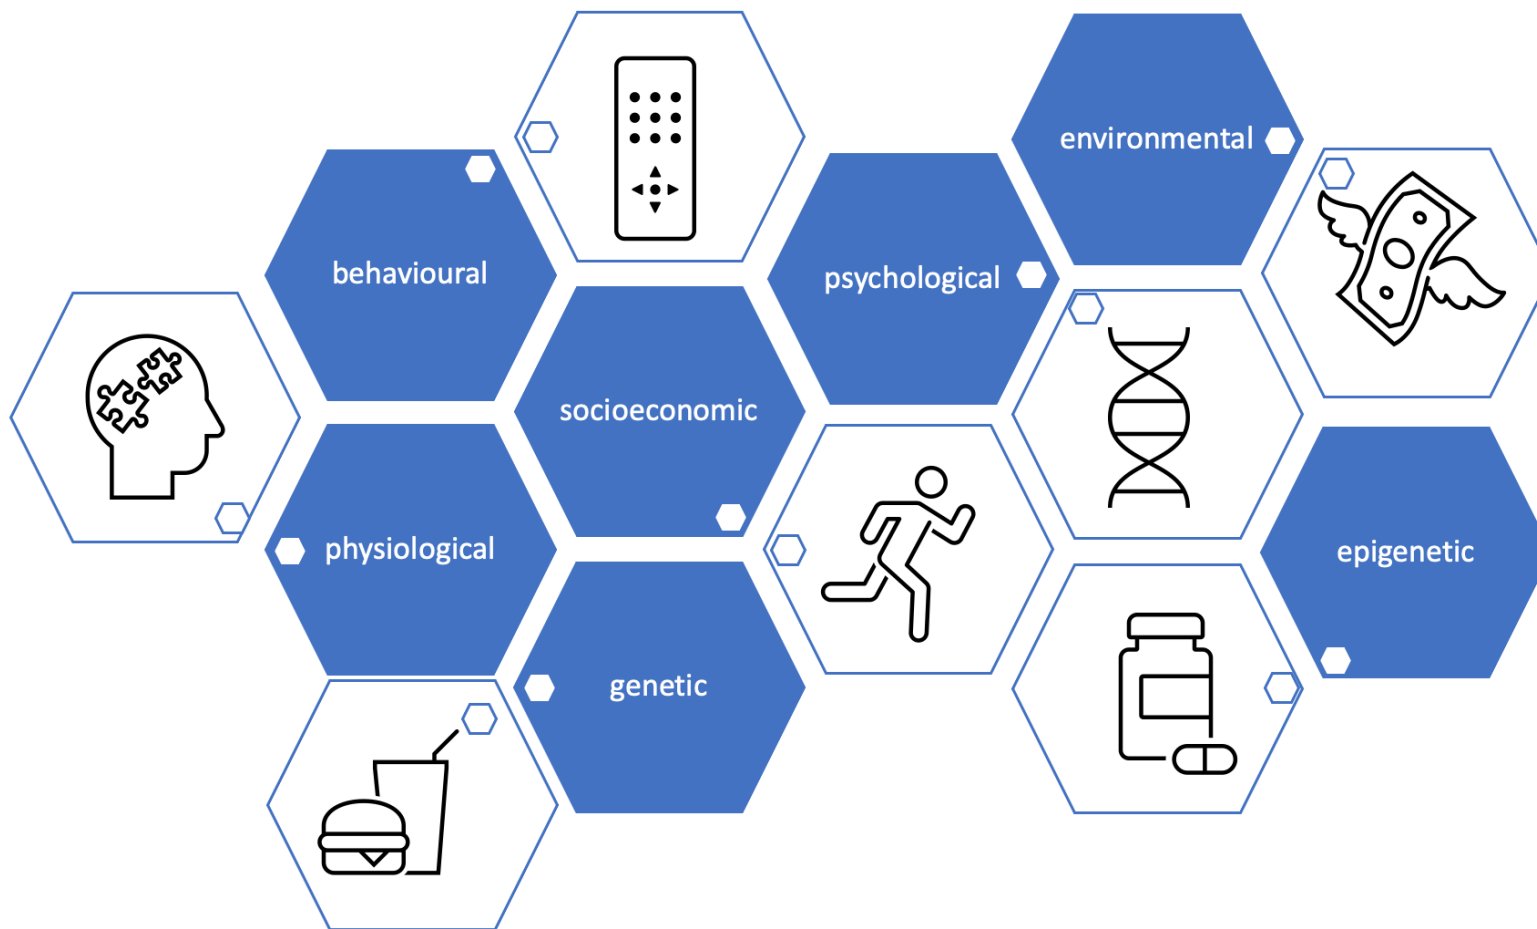 environmental
behavioural
psychological
socioeconomic
physiological
epigenetic
genetic